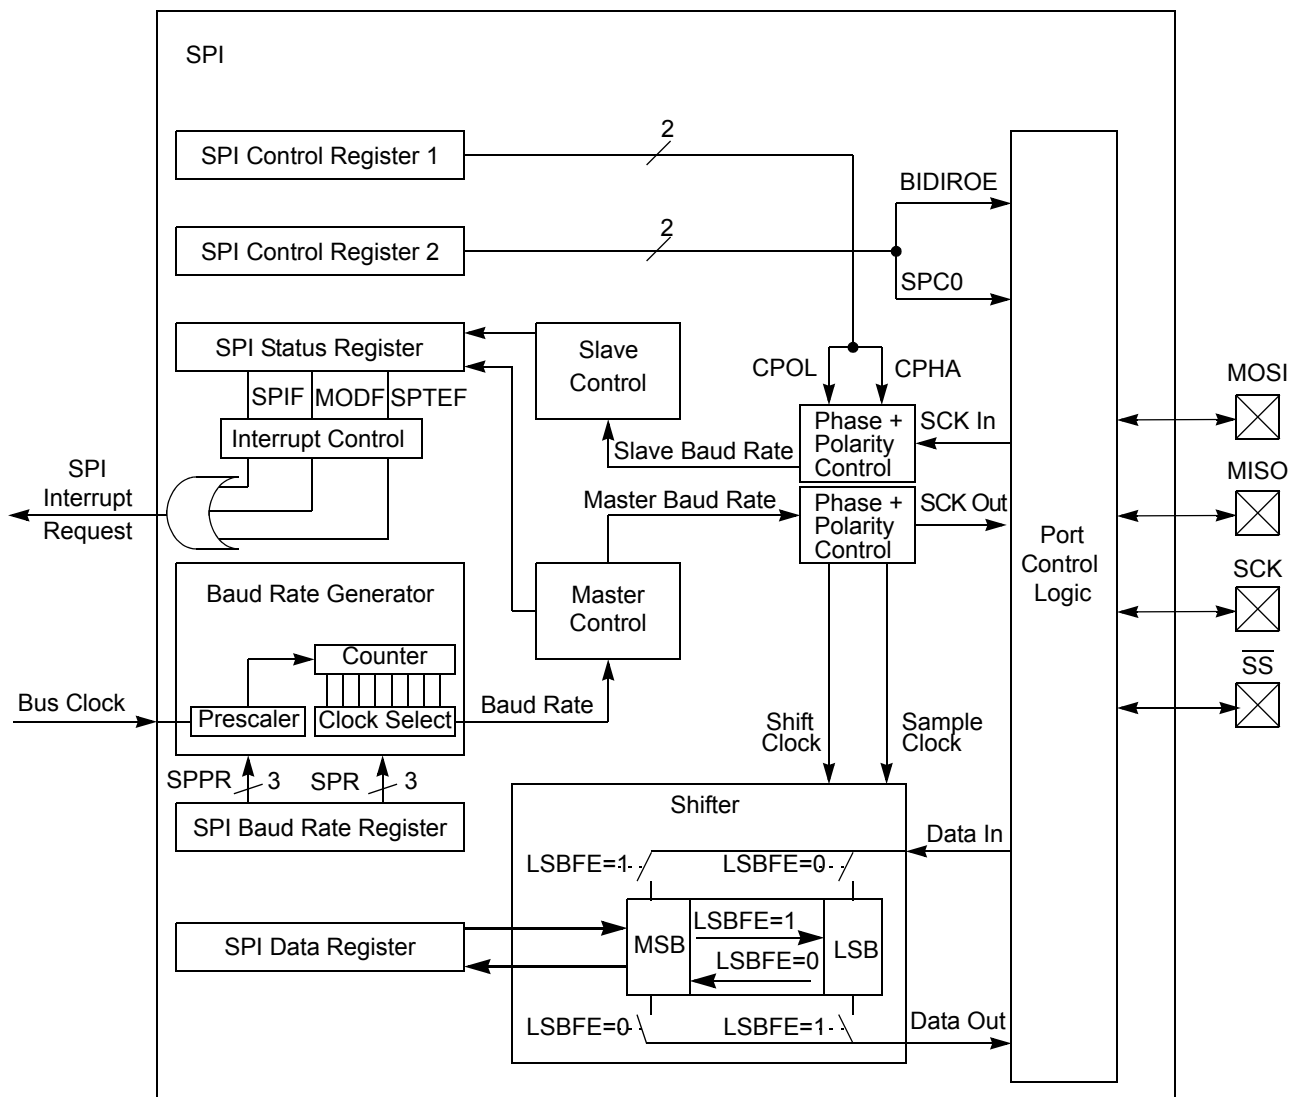 SPI
SPI Control Register 1
2
BIDIROE
SPI Control Register 2
2
SPC0
SPI Status Register
Slave
Control
CPOL
CPHA
SPIF
MODF
SPTEF
Interrupt Control
Phase +
Polarity
Control
SCK In
Slave Baud Rate
MOSI
SPI
Interrupt
Request
Master Baud Rate
Phase +
Polarity
Control
SCK Out
MISO
Port
Control
Logic
Baud Rate Generator
Master
Control
SCK
Counter
SS
Bus Clock
Prescaler
Clock Select
Baud Rate
Shift
Clock
Sample
Clock
SPPR
3
SPR
3
SPI Baud Rate Register
Shifter
Data In
LSBFE=1
LSBFE=0
SPI Data Register
MSB
LSBFE=1
LSBFE=0
LSB
LSBFE=0
LSBFE=1
Data Out